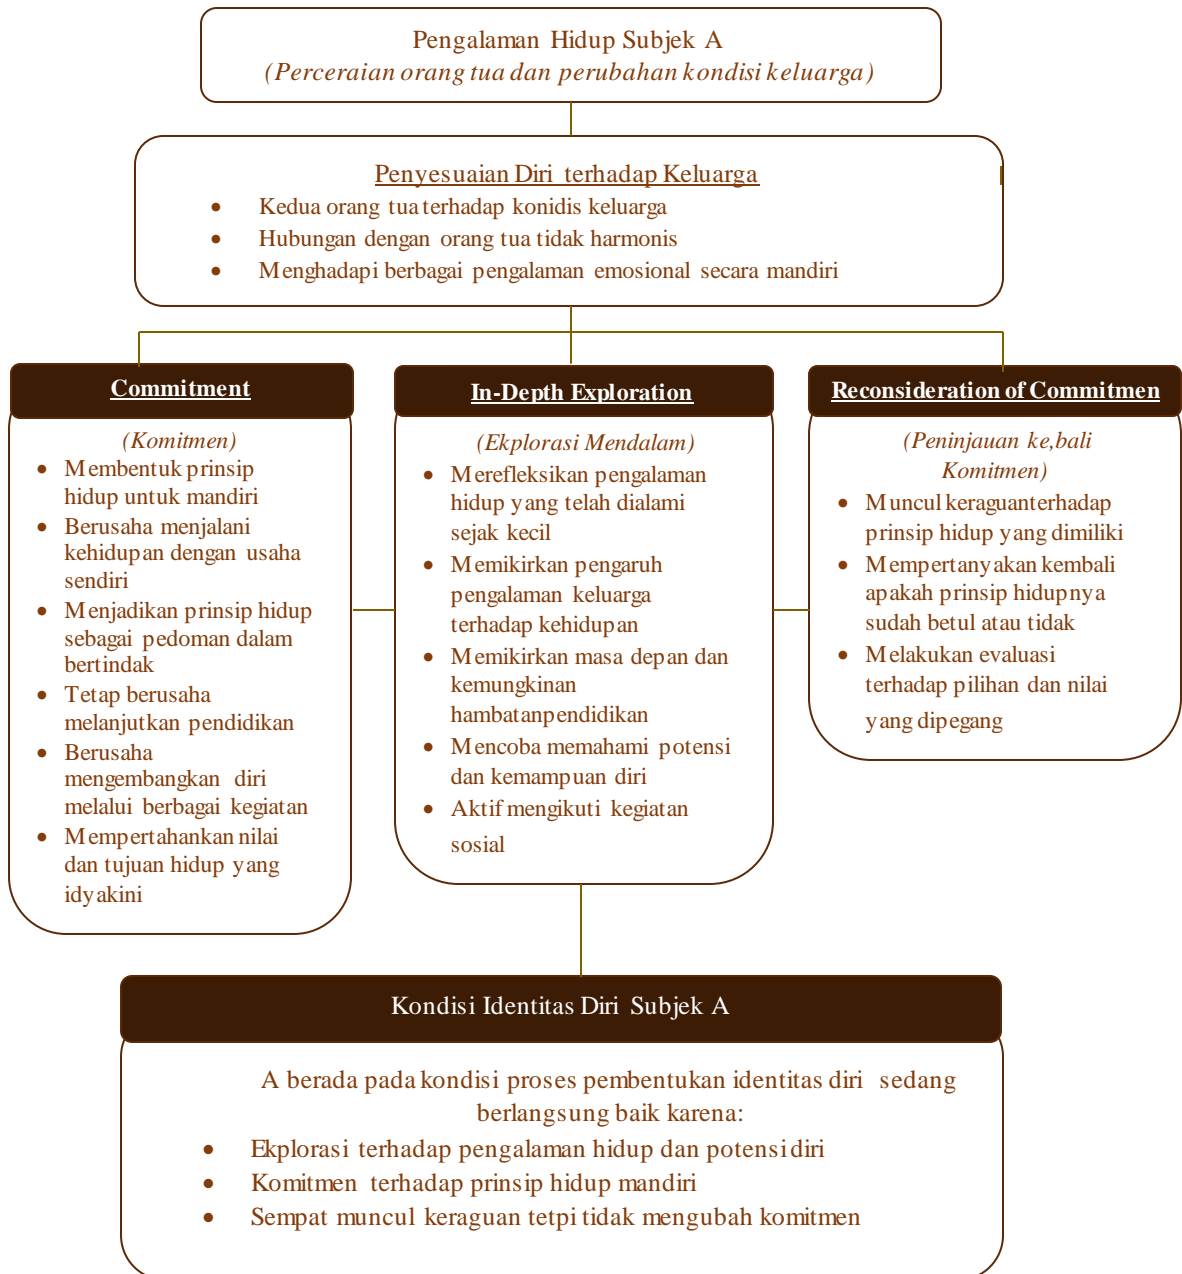 Pengalaman Hidup Subjek A
(Perceraian orang tua dan perubahan kondisi keluarga)
Penyesuaian Diri terhadap Keluarga
• Kedua orang tua terhadap konidis keluarga
• Hubungan dengan orang tua tidak harmonis
• Menghadapi berbagai pengalaman emosional secara mandiri
Commitment
(Komitmen)
• Membentuk prinsip
hidup untuk mandiri
• Berusaha menjalani
kehidupan dengan usaha
sendiri
• Menjadikan prinsip hidup
sebagai pedoman dalam
bertindak
• Tetap berusaha
melanjutkan pendidikan
• Berusaha
mengembangkan diri
melalui berbagai kegiatan
• Mempertahankan nilai
dan tujuan hidup yang
idyakini
In-Depth Exploration
(Ekplorasi Mendalam)
• Merefleksikan pengalaman
hidup yang telah dialami
sejak kecil
• Memikirkan pengaruh
pengalaman keluarga
terhadap kehidupan
• Memikirkan masa depan dan
kemungkinan
hambatanpendidikan
• Mencoba memahami potensi
dan kemampuan diri
• Aktif mengikuti kegiatan
sosial
Reconsideration of Commitmen
(Peninjauan ke,bali
Komitmen)
• Muncul keraguanterhadap
prinsip hidup yang dimiliki
• Mempertanyakan kembali
apakah prinsip hidupnya
sudah betul atau tidak
• Melakukan evaluasi
terhadap pilihan dan nilai
yang dipegang
Kondisi Identitas Diri Subjek A
A berada pada kondisi proses pembentukan identitas diri sedang
berlangsung baik karena:
• Ekplorasi terhadap pengalaman hidup dan potensi diri
• Komitmen terhadap prinsip hidup mandiri
• Sempat muncul keraguan tetpi tidak mengubah komitmen